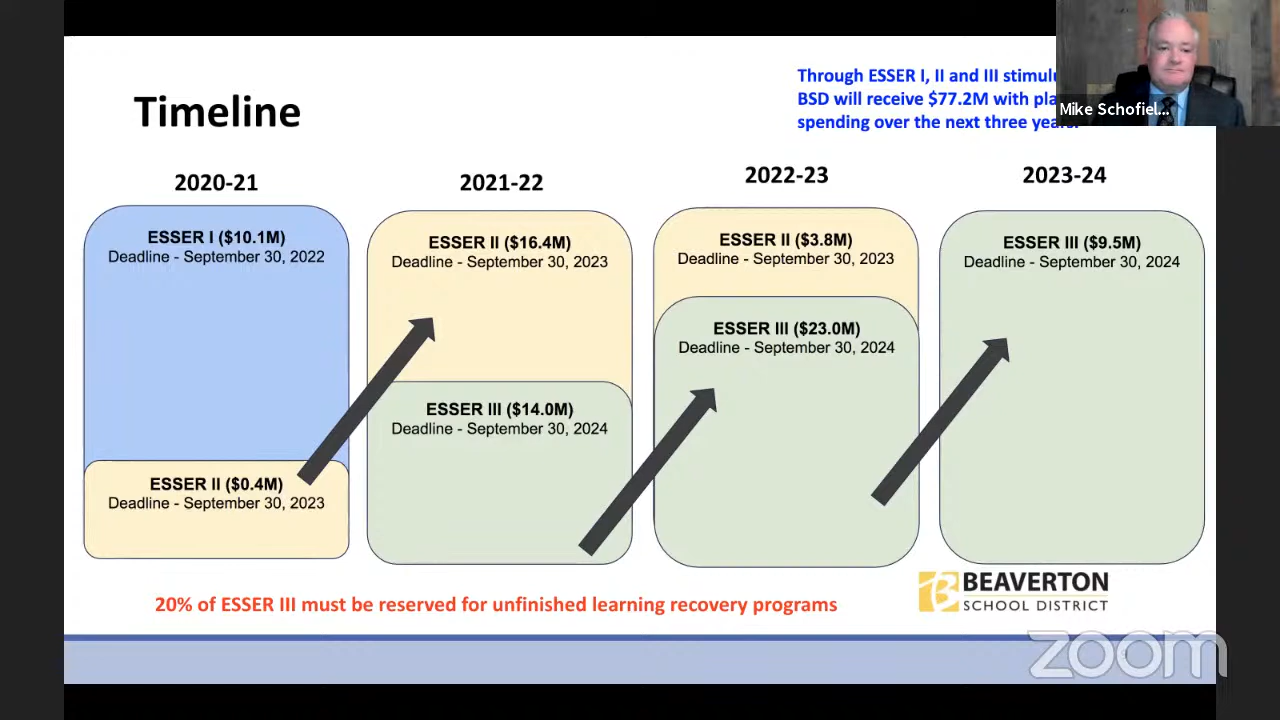 Timeline
Through ESSER I, II and III
BSD will receive $77.2M with
spending over the next three
Mike Schofiel...
2020-21
2021-22
2022-23
2023-24
ESSER I ($10.1M)
Deadline - September 30, 2022
ESSER II ($0.4M)
Deadline - September 30, 2023
ESSER II ($16.4M)
Deadline - September 30, 2023
ESSER III ($14.0M)
Deadline - September 30, 2024
ESSER II ($3.8M)
Deadline - September 30, 2023
ESSER III ($23.0M)
Deadline - September 30, 2024
ESSER III ($9.5M)
Deadline - September 30, 2024
20% of ESSER III must be reserved for unfinished learning recovery programs
BEAVERTON
SCHOOL DISTRICT
zoom